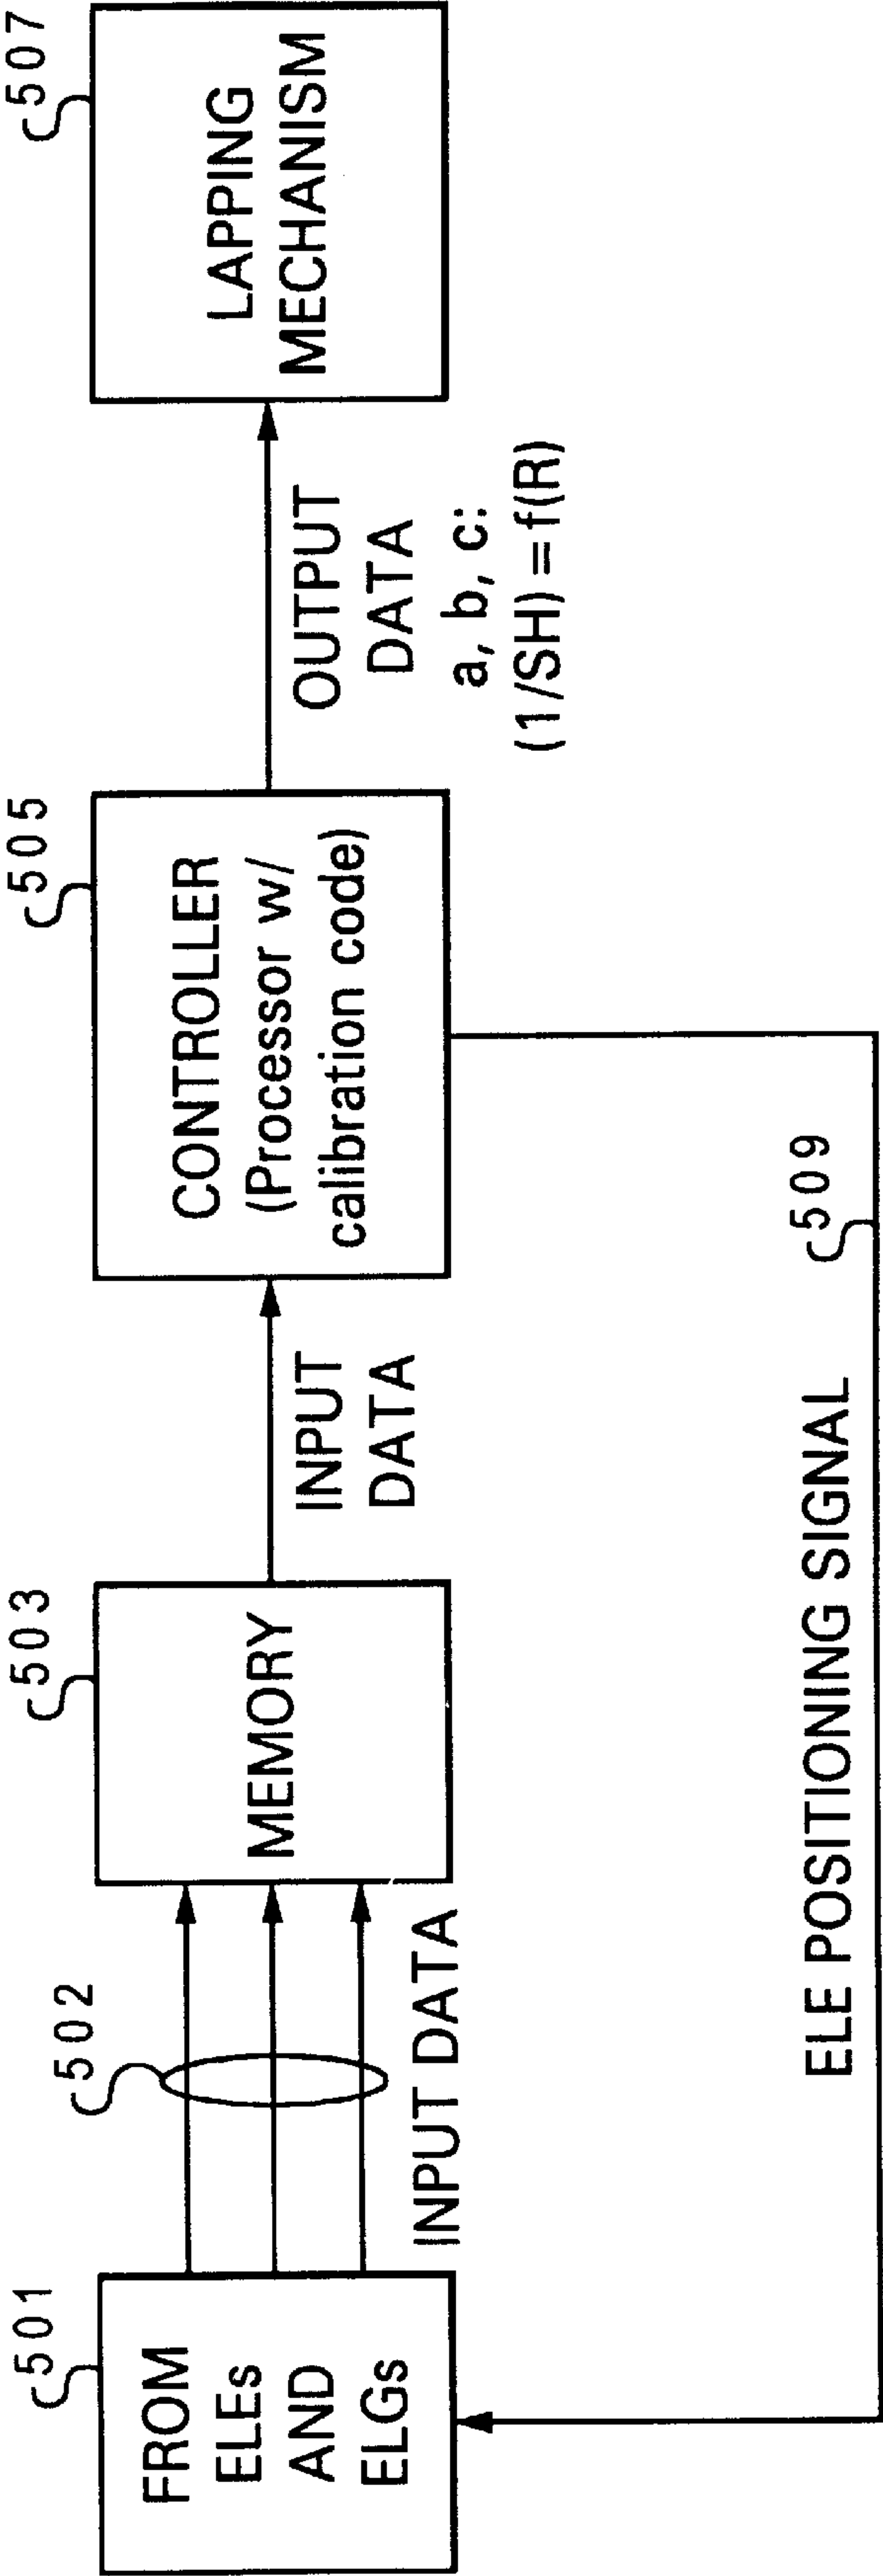 501
FROM
ELEs
AND
ELGs
502
INPUT DATA
503
MEMORY
INPUT
DATA
505
CONTROLLER
(Processor w/
calibration code)
OUTPUT
DATA
a, b, c:
(1/SH) = f(R)
507
LAPPING
MECHANISM
ELE POSITIONING SIGNAL
509